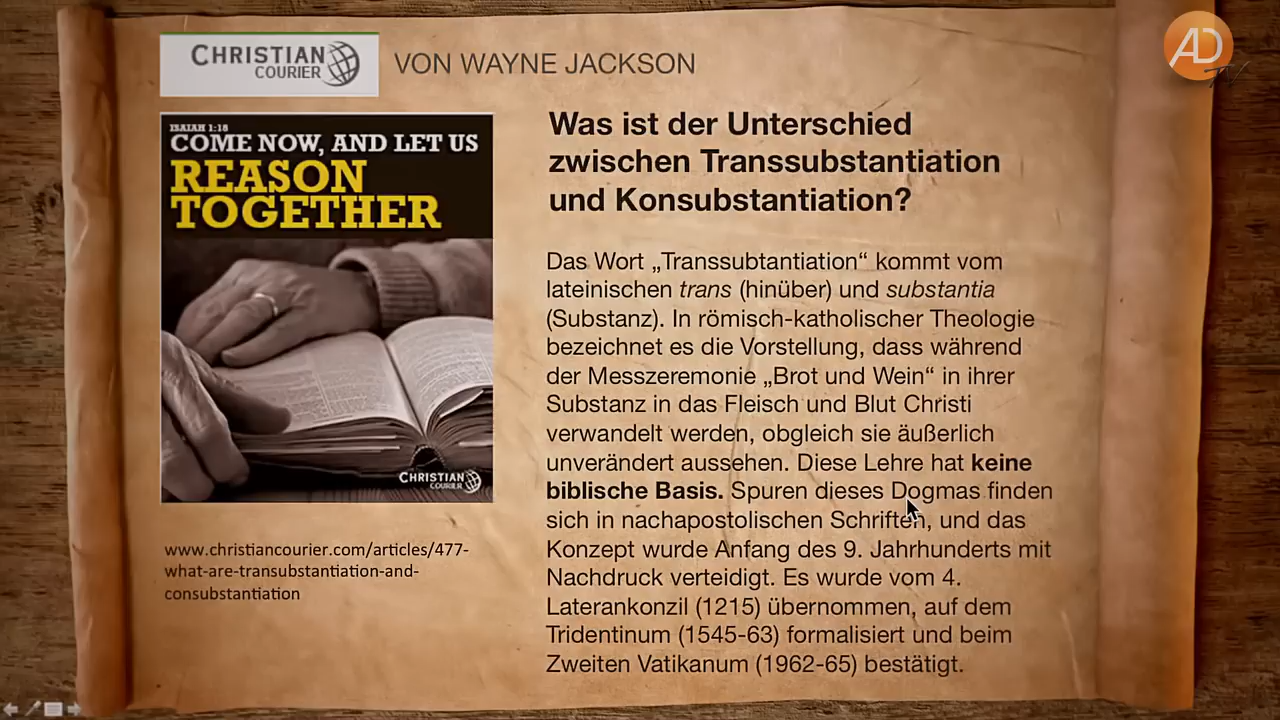 CHRISTIAN
COURIER
VON WAYNE JACKSON
AD
TV
ISAIAH 1:18
COME NOW, AND LET US
REASON
TOGETHER
CHRISTIAN
COURIER
www.christiancourier.com/articles/477-
what-are-transubstantiation-and-
consubstantiation
Was ist der Unterschied
zwischen Transsubstantiation
und Konsubstantiation?
Das Wort „Transsubtantiation“ kommt vom
lateinischen trans (hinüber) und substantia
(Substanz). In römisch-katholischer Theologie
bezeichnet es die Vorstellung, dass während
der Messzeremonie „Brot und Wein“ in ihrer
Substanz in das Fleisch und Blut Christi
verwandelt werden, obgleich sie äußerlich
unverändert aussehen. Diese Lehre hat keine
biblische Basis. Spuren dieses Dogmas finden
sich in nachapostolischen Schriften, und das
Konzept wurde Anfang des 9. Jahrhunderts mit
Nachdruck verteidigt. Es wurde vom 4.
Laterankonzil (1215) übernommen, auf dem
Tridentinum (1545-63) formalisiert und beim
Zweiten Vatikanum (1962-65) bestätigt.